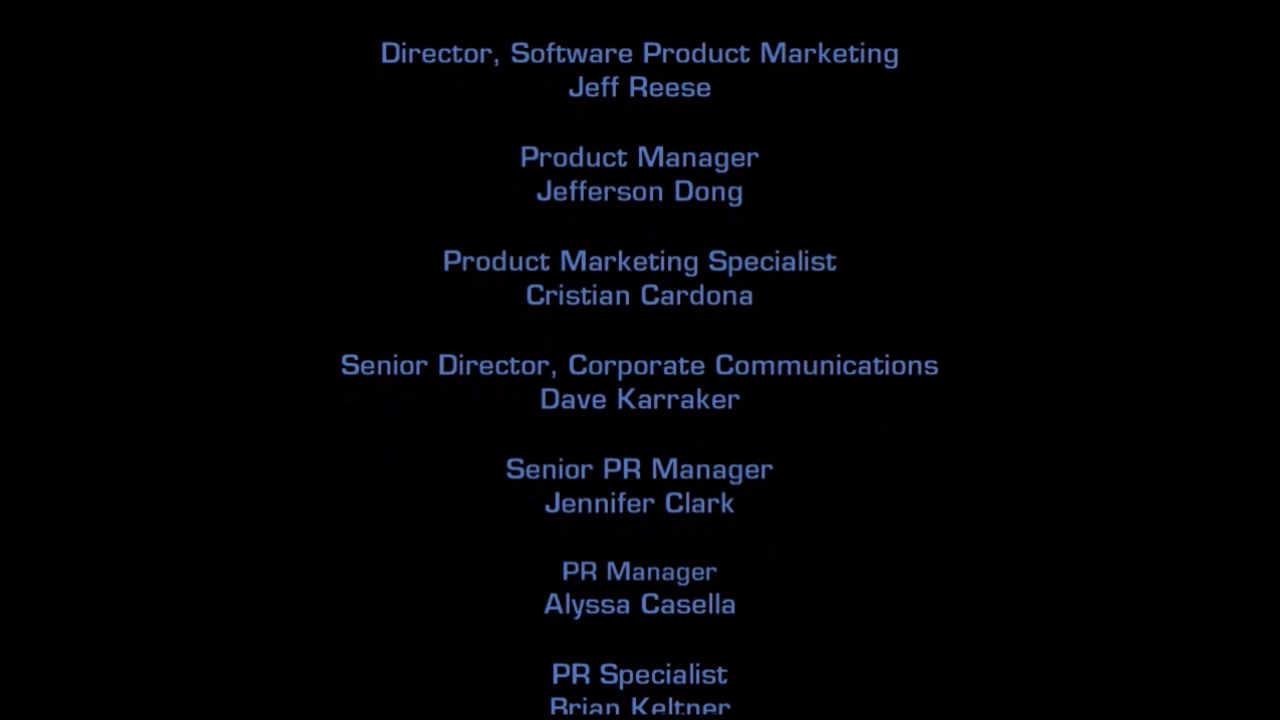 Director, Software Product Marketing
Jeff Reese
Product Manager
Jefferson Dong
Product Marketing Specialist
Cristian Cardona
Senior Director, Corporate Communications
Dave Karraker
Senior PR Manager
Jennifer Clark
PR Manager
Alyssa Casella
PR Specialist
Brian Keltner